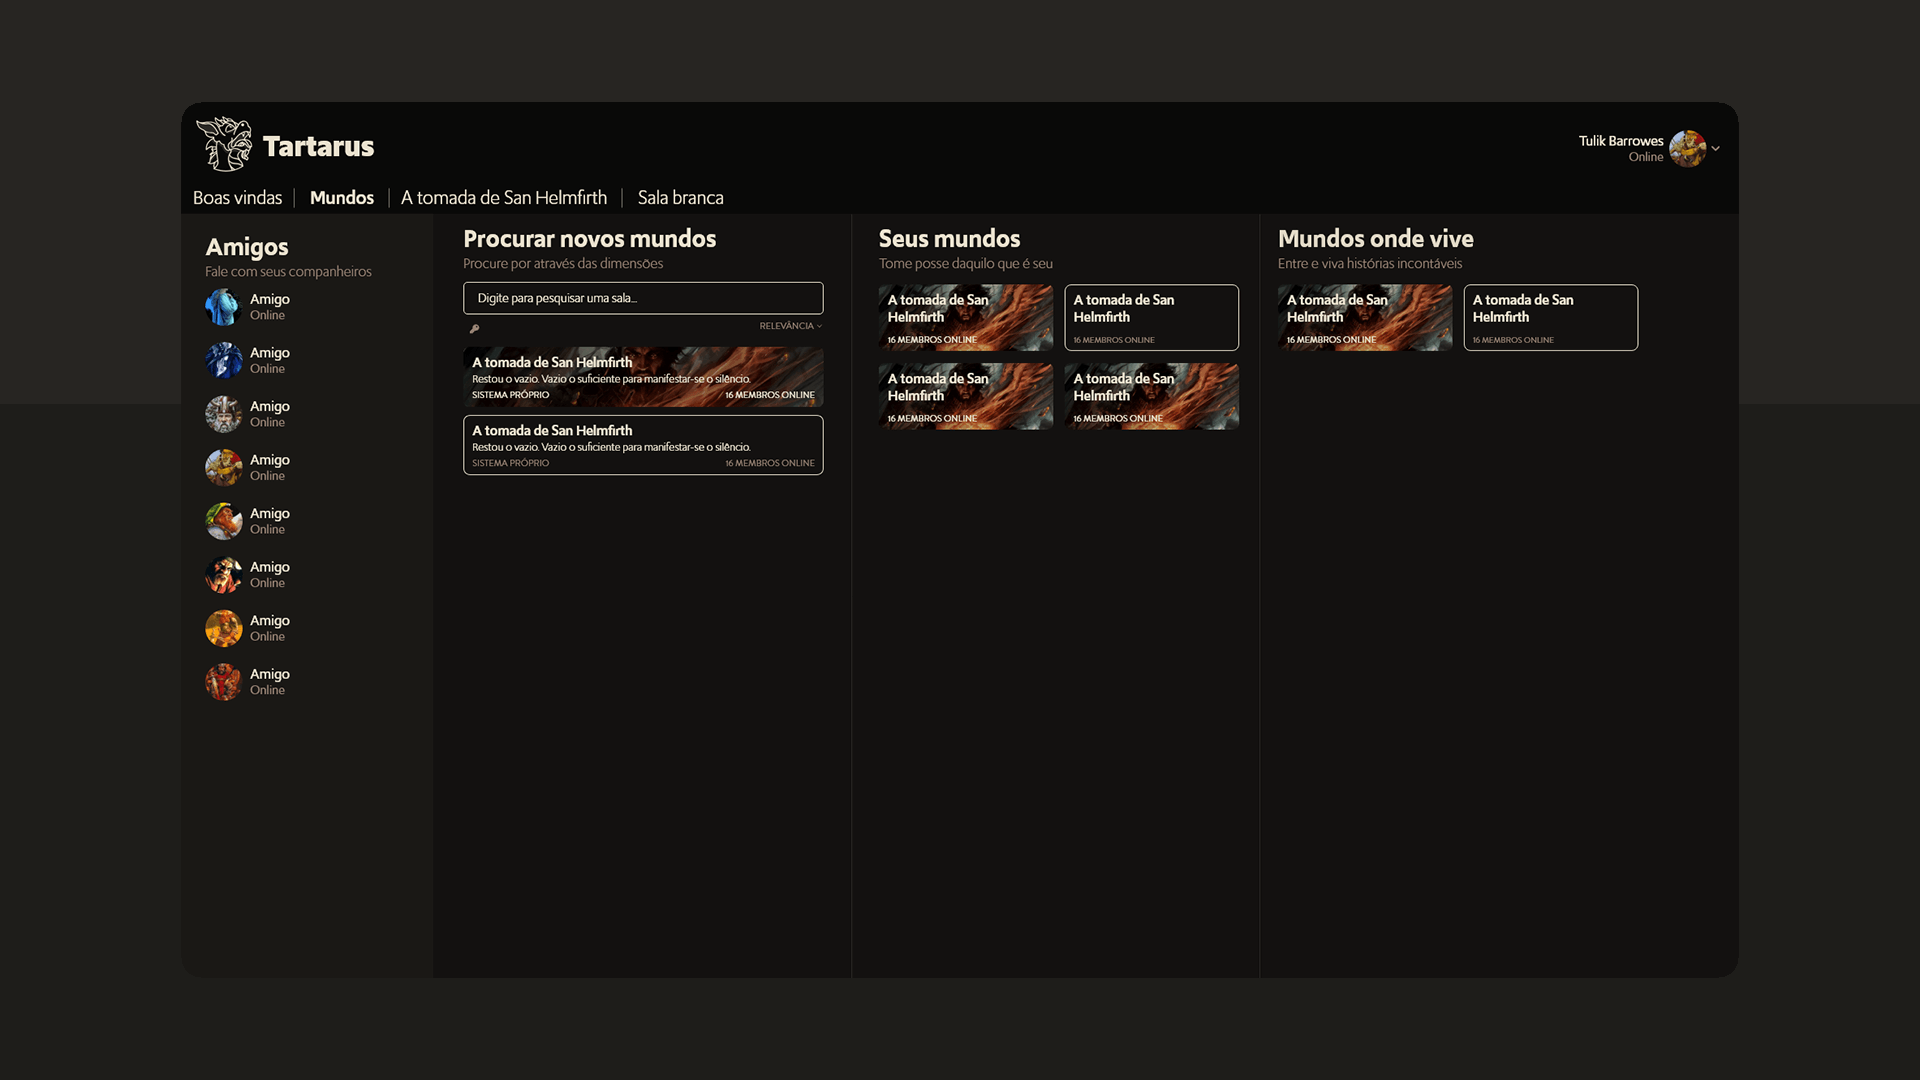 Tartarus
Tulik Barrowes
Online
Boas vindas
Mundos
A tomada de San Helmfirth
Sala branca
Amigos
Fale com seus companheiros
Amigo
Online
Amigo
Online
Amigo
Online
Amigo
Online
Amigo
Online
Amigo
Online
Amigo
Online
Amigo
Online
Procurar novos mundos
Procure por através das dimensões
Digite para pesquisar uma sala...
RELEVÂNCIA
A tomada de San Helmfirth
Restou o vazio. Vazio o suficiente para manifestar-se o silêncio.
SISTEMA PRÓPRIO
16 MEMBROS ONLINE
A tomada de San Helmfirth
Restou o vazio. Vazio o suficiente para manifestar-se o silêncio.
SISTEMA PRÓPRIO
16 MEMBROS ONLINE
Seus mundos
Tome posse daquilo que é seu
A tomada de San
Helmfirth
16 MEMBROS ONLINE
A tomada de San
Helmfirth
16 MEMBROS ONLINE
A tomada de San
Helmfirth
16 MEMBROS ONLINE
A tomada de San
Helmfirth
16 MEMBROS ONLINE
Mundos onde vive
Entre e viva histórias incontáveis
A tomada de San
Helmfirth
16 MEMBROS ONLINE
A tomada de San
Helmfirth
16 MEMBROS ONLINE